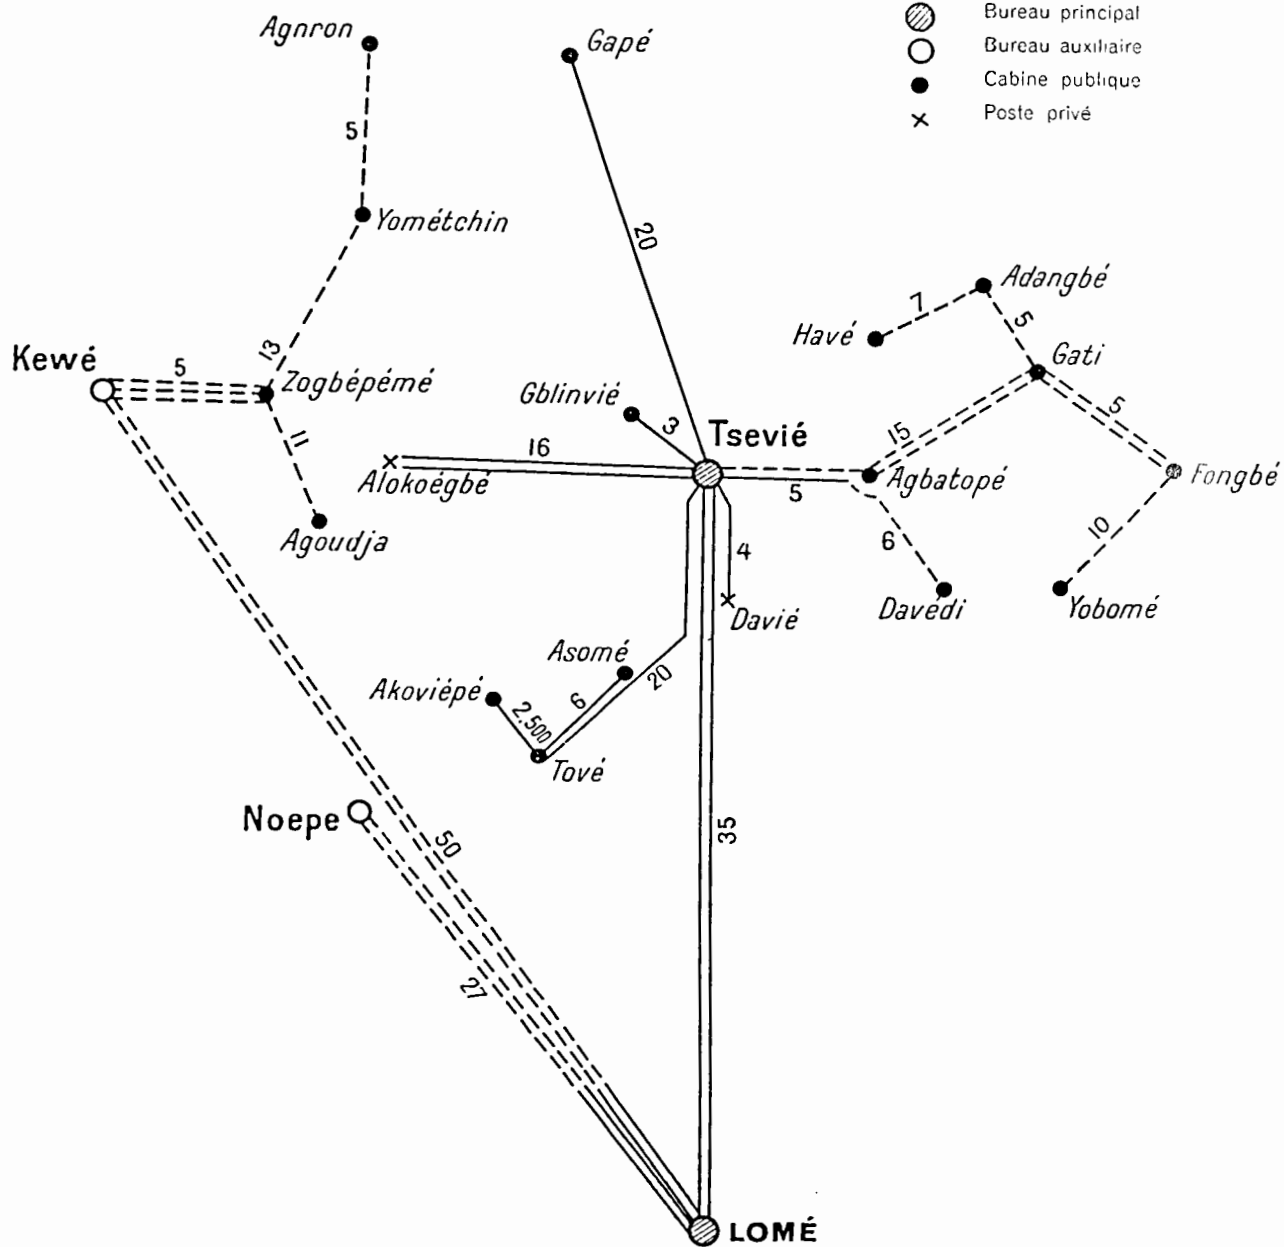 Bureau principal
Bureau auxiliaire
Cabine publique
Poste privé
Agnron
Gapé
5
Yométchin
20
Adangbé
7
5
Havé
13
Gati
Kewé
5
Zogbépémé
Gblinvié
3
5
Tsevié
15
11
16
Alokoégbé
5
Agbatopé
Fongbé
Agoudja
4
6
10
Davié
Davédi
Yobomé
Asomé
20
Akoviépé
6
2,500
Tové
Noepe
50
35
27
LOMÉ